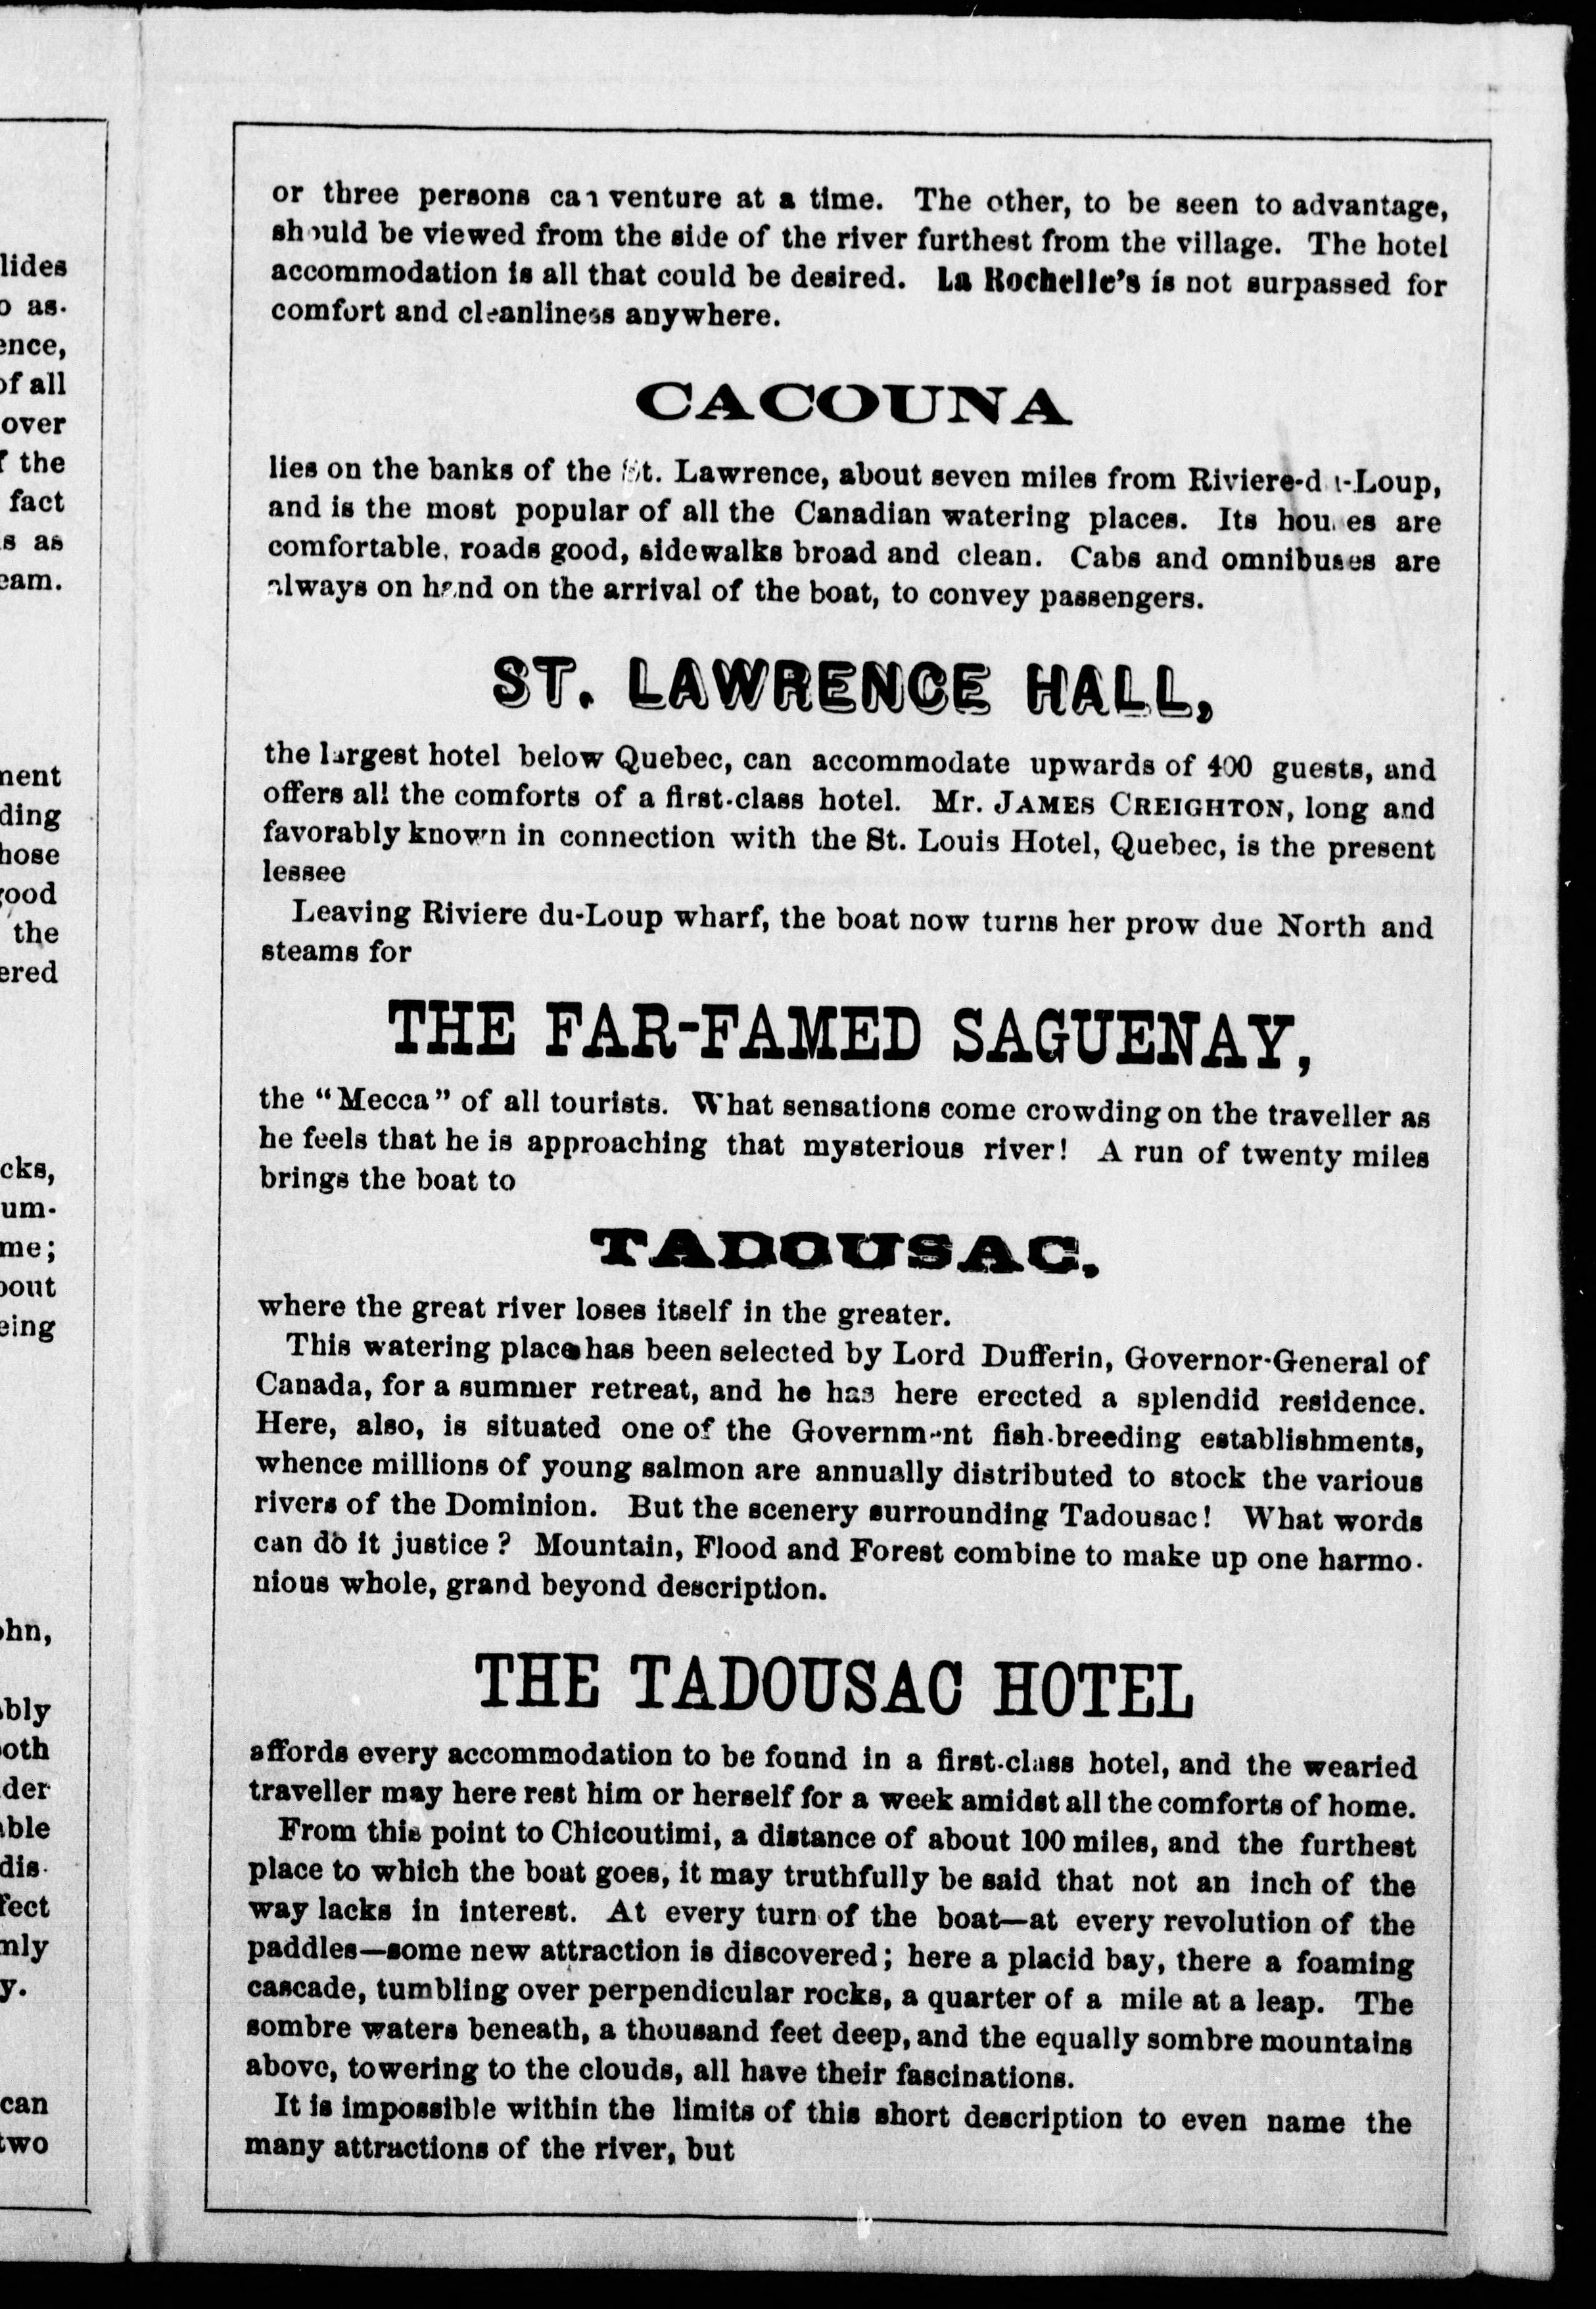 or three persons can venture at a time. The other, to be seen to advantage,
should be viewed from the side of the river furthest from the village. The hotel
accommodation is all that could be desired. La Rochelle's is not surpassed for
comfort and cleanliness anywhere.
CACOUNA
lies on the banks of the St. Lawrence, about seven miles from Riviere-du-Loup,
and is the most popular of all the Canadian watering places. Its houses are
comfortable, roads good, sidewalks broad and clean. Cabs and omnibuses are
always on hand on the arrival of the boat, to convey passengers.
ST. LAWRENCE HALL,
the largest hotel below Quebec, can accommodate upwards of 400 guests, and
offers all the comforts of a first-class hotel. Mr. JAMES CREIGHTON, long and
favorably known in connection with the St. Louis Hotel, Quebec, is the present
lessee
Leaving Riviere du-Loup wharf, the boat now turns her prow due North and
steams for
THE FAR-FAMED SAGUENAY,
the "Mecca" of all tourists. What sensations come crowding on the traveller as
he feels that he is approaching that mysterious river! A run of twenty miles
brings the boat to
TADOUSAC,
where the great river loses itself in the greater.
This watering place has been selected by Lord Dufferin, Governor-General of
Canada, for a summer retreat, and he has here erected a splendid residence.
Here, also, is situated one of the Government fish-breeding establishments,
whence millions of young salmon are annually distributed to stock the various
rivers of the Dominion. But the scenery surrounding Tadousac! What words
can do it justice? Mountain, Flood and Forest combine to make up one harmo-
nious whole, grand beyond description.
THE TADOUSAC HOTEL
affords every accommodation to be found in a first-class hotel, and the wearied
traveller may here rest him or herself for a week amidst all the comforts of home.
From this point to Chicoutimi, a distance of about 100 miles, and the furthest
place to which the boat goes, it may truthfully be said that not an inch of the
way lacks in interest. At every turn of the boat—at every revolution of the
paddles—some new attraction is discovered; here a placid bay, there a foaming
cascade, tumbling over perpendicular rocks, a quarter of a mile at a leap. The
sombre waters beneath, a thousand feet deep, and the equally sombre mountains
above, towering to the clouds, all have their fascinations.
It is impossible within the limits of this short description to even name the
many attractions of the river, but